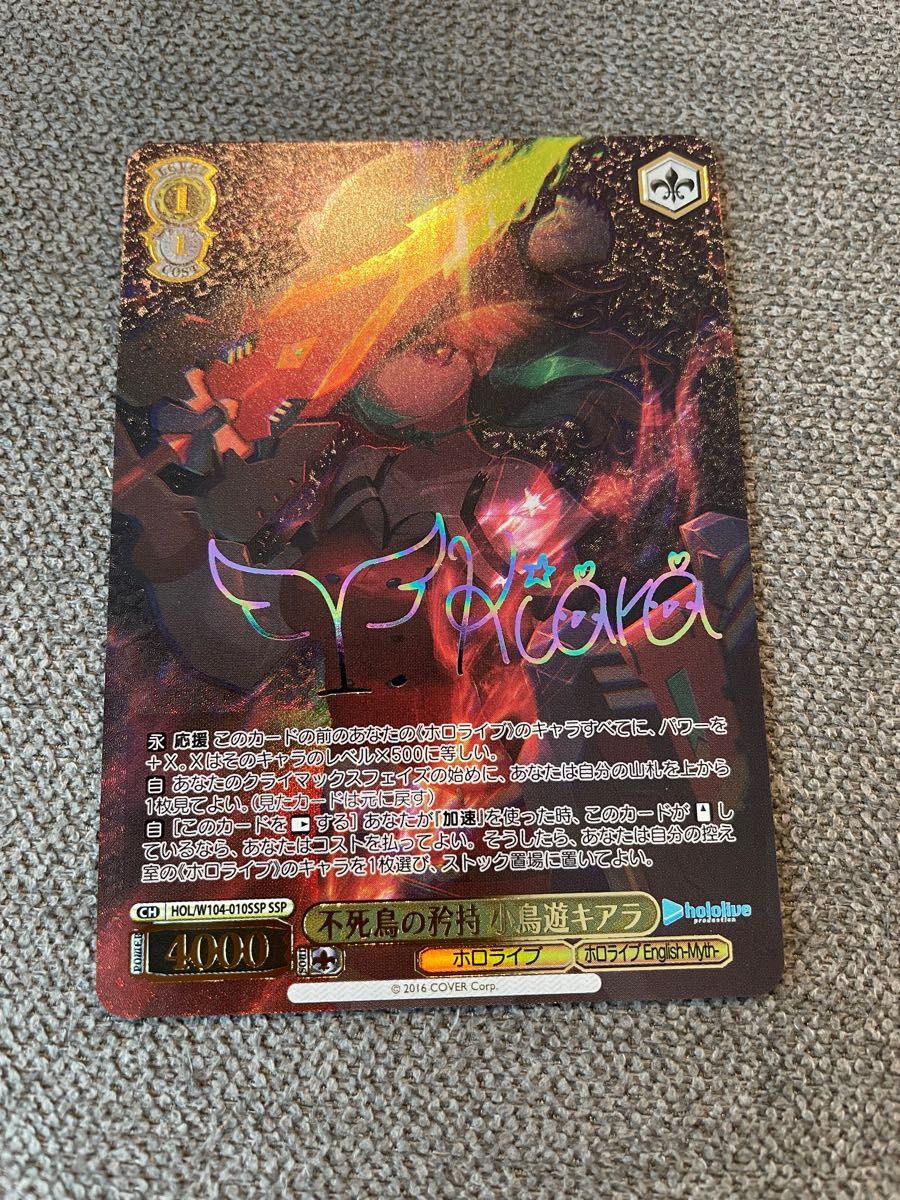 LEVEL
1
1
COST
T. Kiara
永 応援 このカードの前のあなたの《ホロライブ》のキャラすべてに、パワーを
+X。Xはそのキャラのレベル×500に等しい。
自 あなたのクライマックスフェイズの始めに、あなたは自分の山札を上から
1枚見てよい。(見たカードは元に戻す)
自 [このカードを する] あなたが「加速」を使った時、このカードが し
ているなら、あなたはコストを払ってよい。そうしたら、あなたは自分の控え
室の《ホロライブ》のキャラを1枚選び、ストック置場に置いてよい。
CH HOL/W104-010SSP SSP
不死鳥の矜持 小鳥遊キアラ
hololive
production
POWER
4000
SOUL
ホロライブ
ホロライブ English-Myth-
© 2016 COVER Corp.